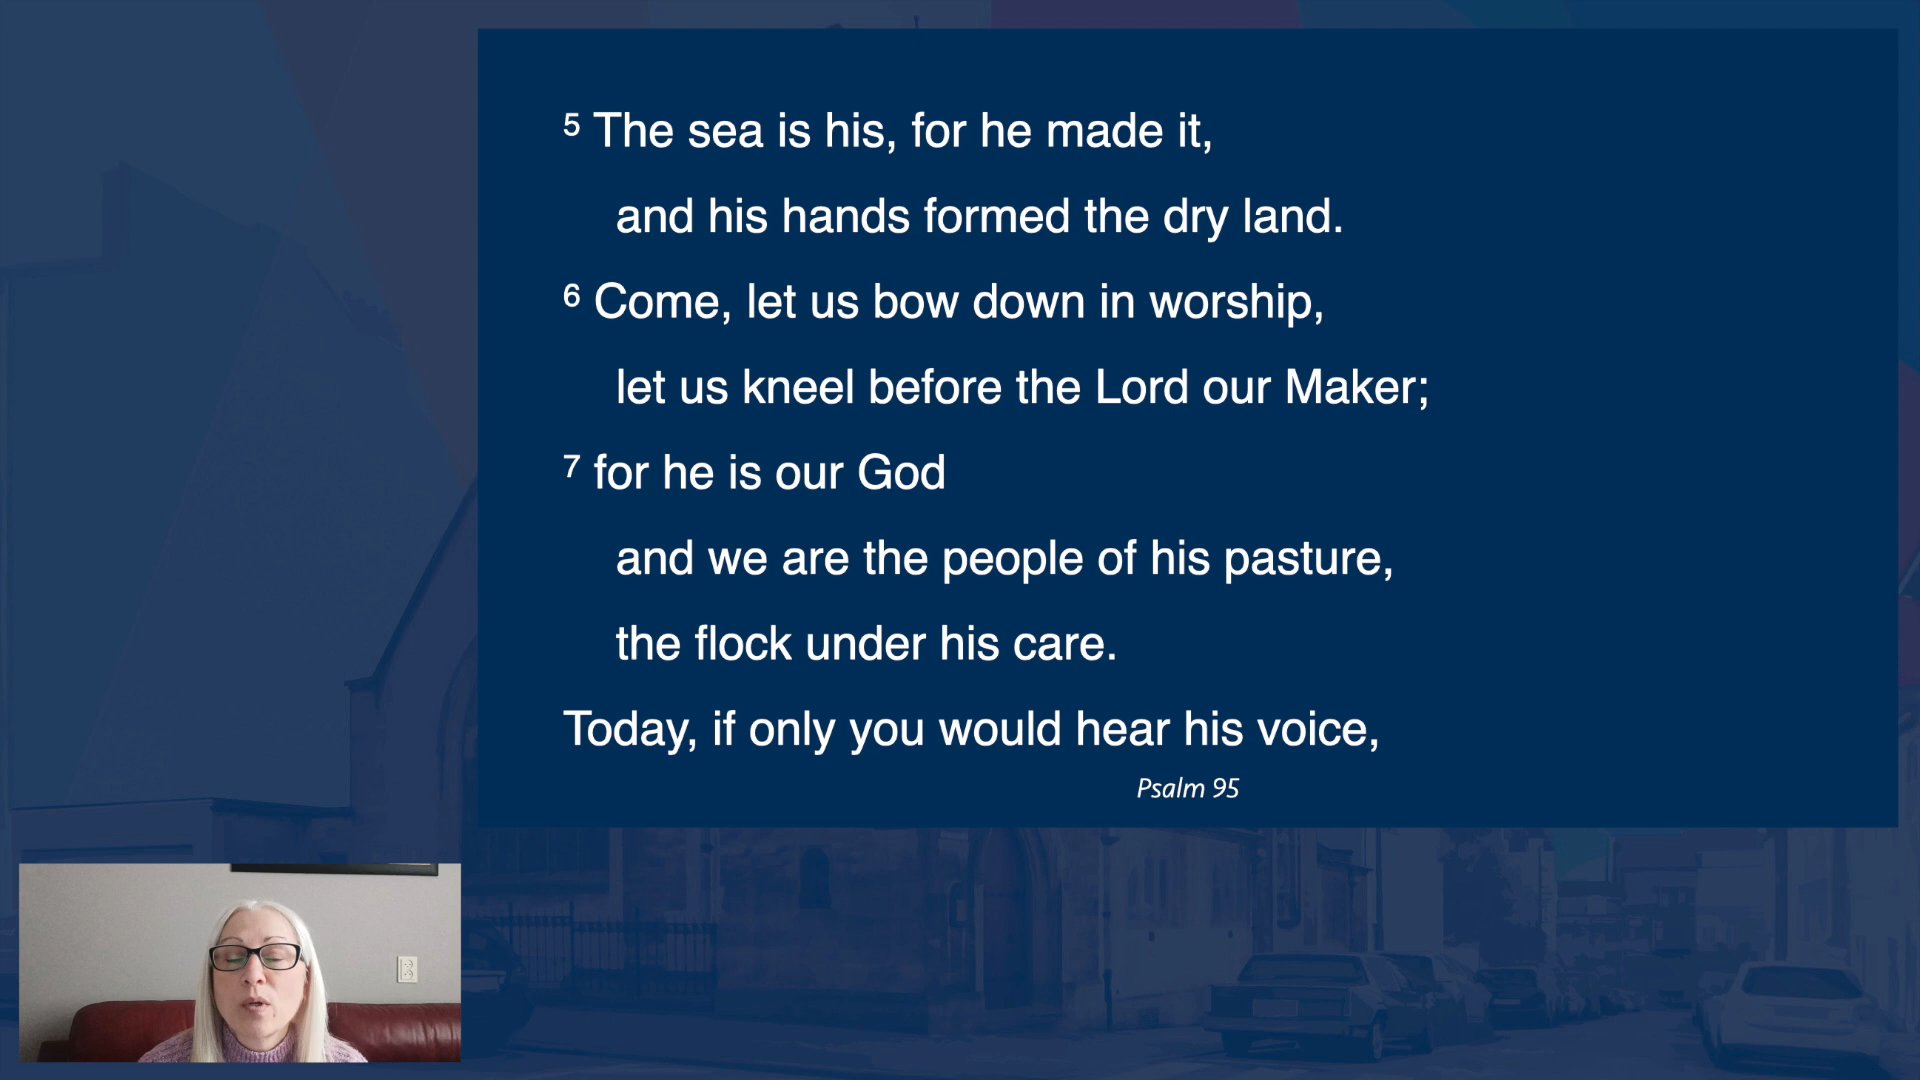 5 The sea is his, for he made it,
and his hands formed the dry land.
6 Come, let us bow down in worship,
let us kneel before the Lord our Maker;
7 for he is our God
and we are the people of his pasture,
the flock under his care.
Today, if only you would hear his voice,
Psalm 95